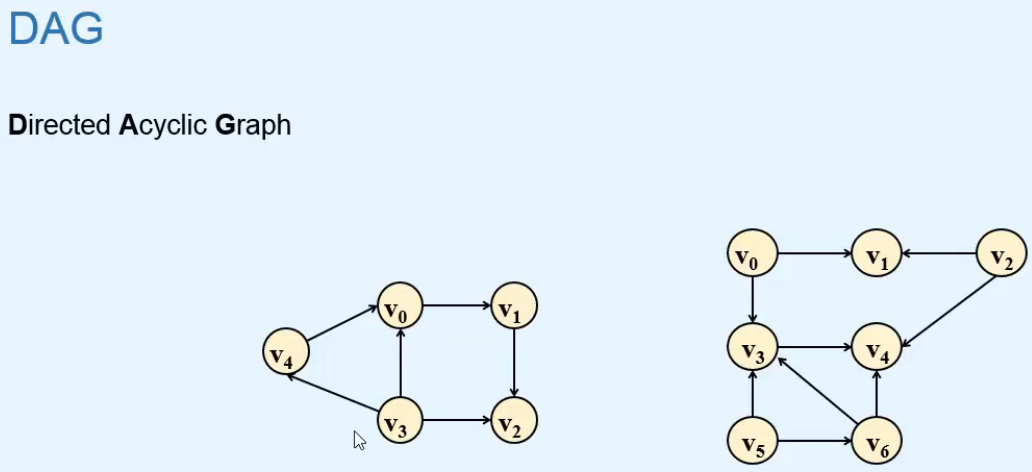 DAG
Directed Acyclic Graph
v0
v1
v4
v3
v2
v0
v1
v2
v3
v4
v5
v6